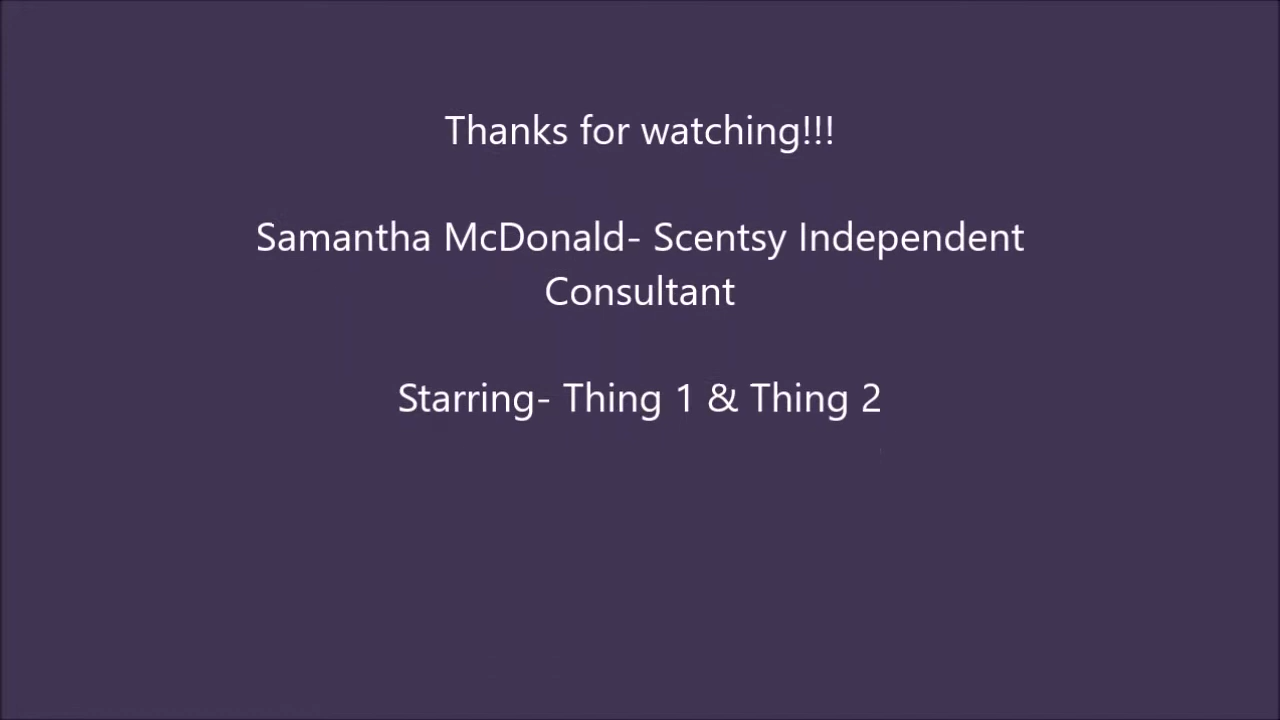 Thanks for watching!!!
Samantha McDonald- Scentsy Independent
Consultant
Starring- Thing 1 & Thing 2